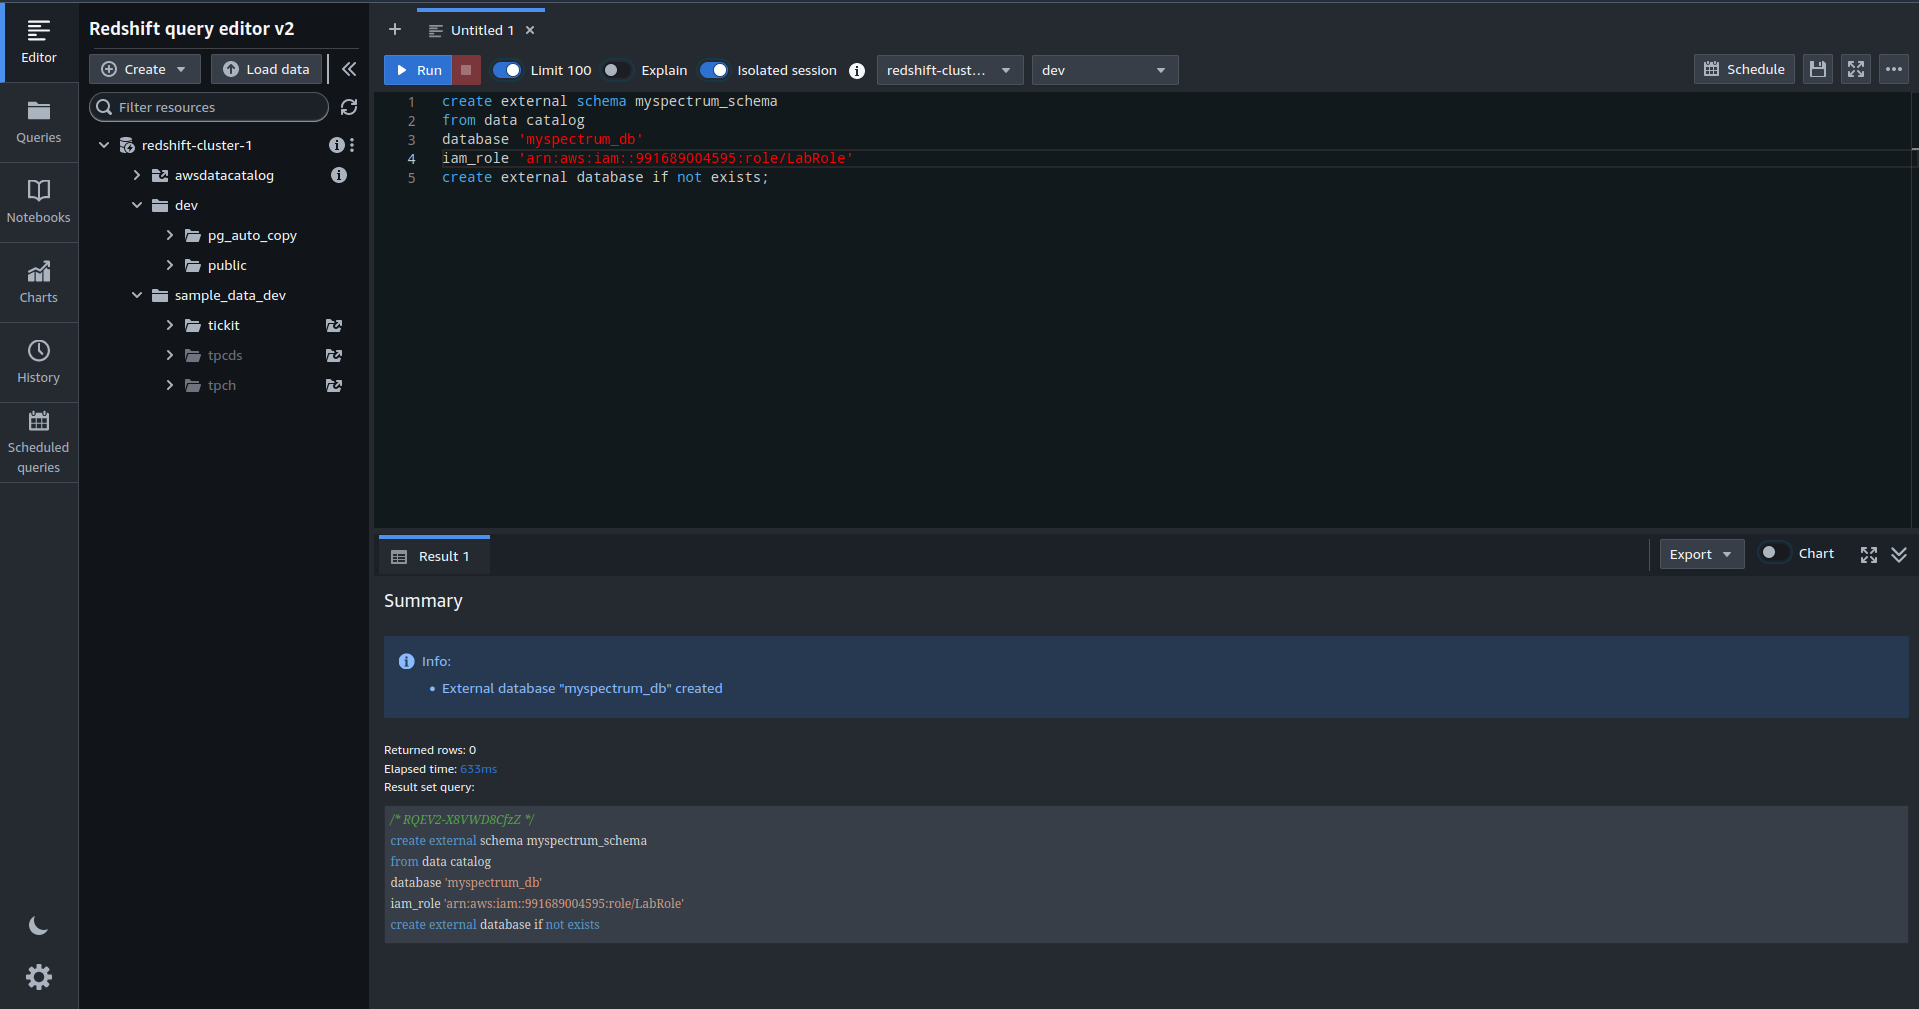 Editor
Queries
Notebooks
Charts
History
Scheduled
queries
Redshift query editor v2
Create
Load data
Filter resources
redshift-cluster-1
awsdatacatalog
dev
pg_auto_copy
public
sample_data_dev
tickit
tpcds
tpch
Untitled 1
Run
Limit 100
Explain
Isolated session
redshift-clust...
dev
Schedule
1 create external schema myspectrum_schema
2 from data catalog
3 database 'myspectrum_db'
4 iam_role 'arn:aws:iam::991689004595:role/LabRole'
5 create external database if not exists;
Result 1
Export
Chart
Summary
Info:
• External database "myspectrum_db" created
Returned rows: 0
Elapsed time: 633ms
Result set query:
/* RQEV2-X8VWD8CfzZ */
create external schema myspectrum_schema
from data catalog
database 'myspectrum_db'
iam_role 'arn:aws:iam::991689004595:role/LabRole'
create external database if not exists